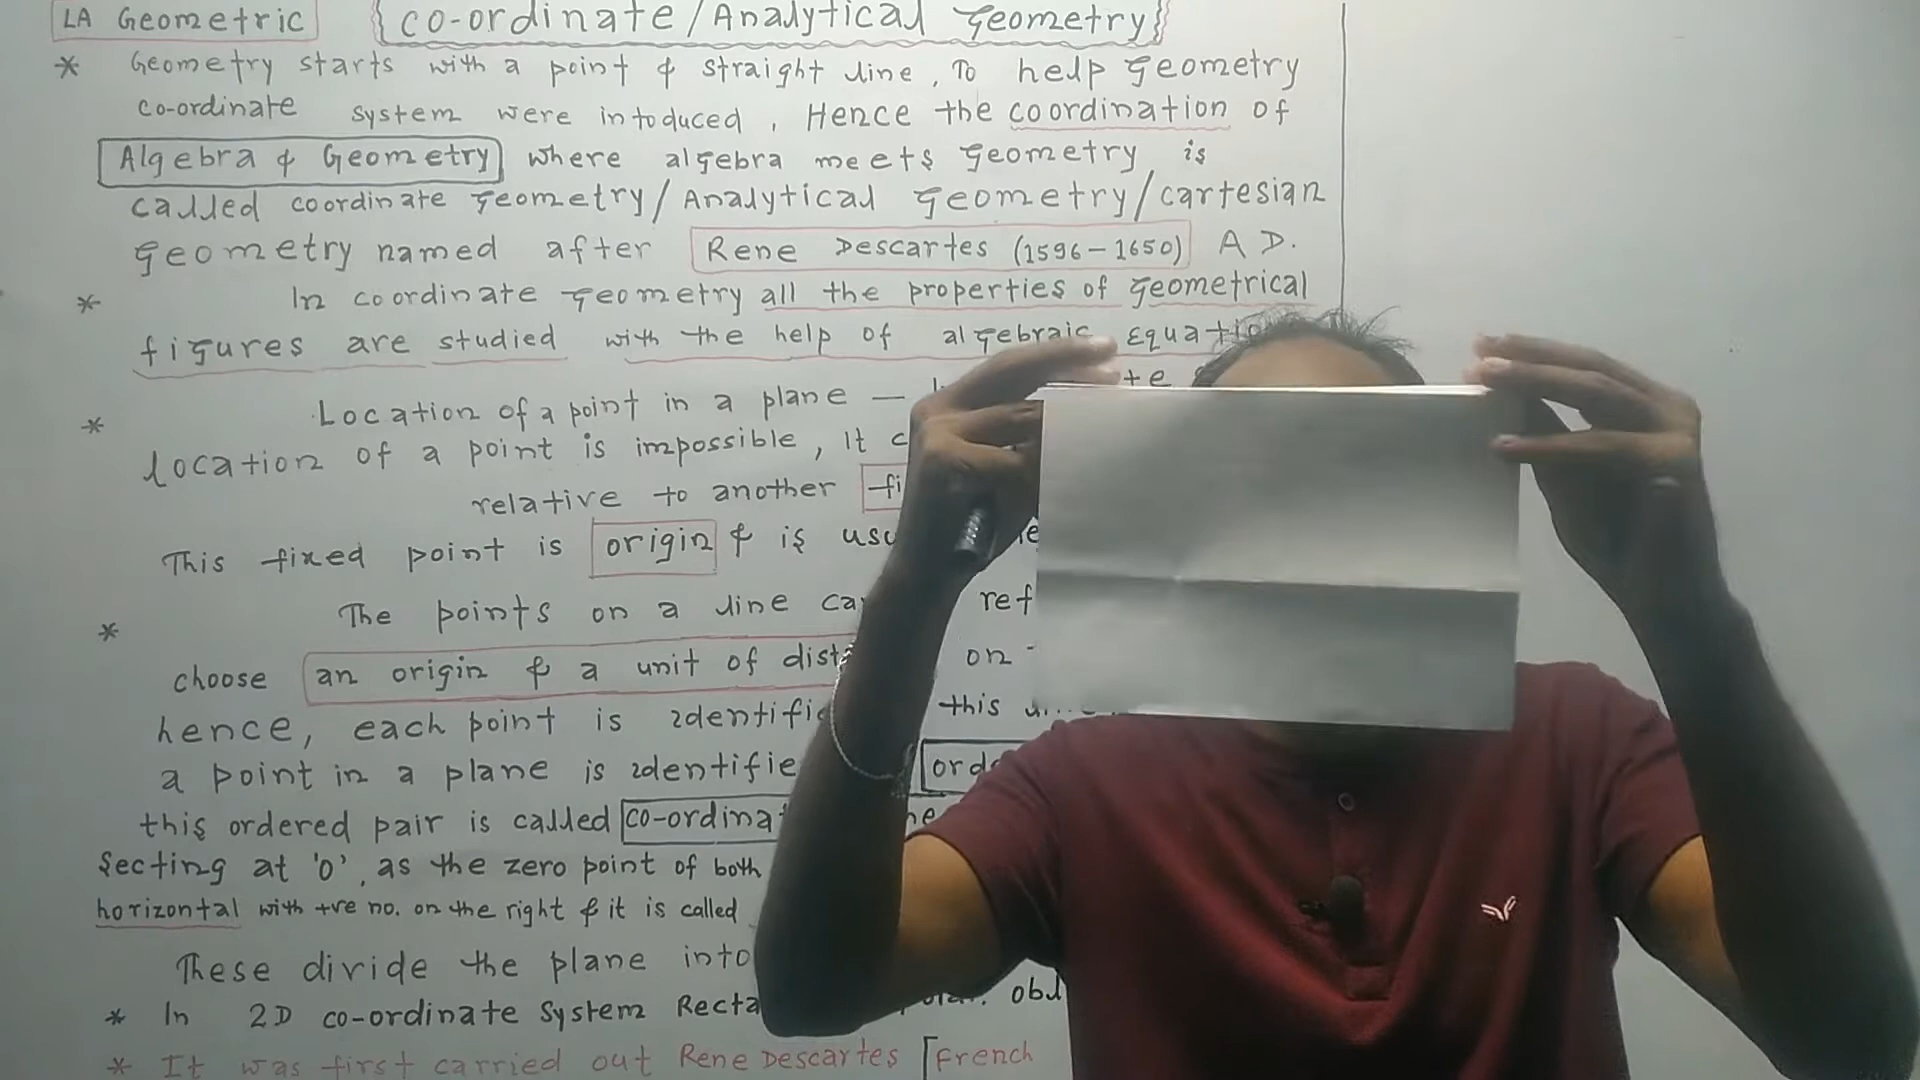 LA Geometric {co-ordinate/Analytical Geometry}
* Geometry starts with a point & straight line, To help Geometry
co-ordinate system were intoduced, Hence the coordination of
Algebra & Geometry where algebra meets Geometry is
called coordinate Geometry/Analytical Geometry/cartesian
Geometry named after Rene Descartes (1596-1650) A D.
* In coordinate Geometry all the properties of Geometrical
figures are studied with the help of algebraic
* Location of a point in a plane —
location of a point is impossible, It
relative to another
This fixed point is origin & is
* The points on a line
choose an origin & a unit of on
hence, each point is this
a point in a plane is
this ordered pair is called
secting at '0', as the zero point of both
horizontal with +ve no. on the right & it is called
These divide the plane into
* In 2D co-ordinate System
* It was first carried out Rene Descartes [French